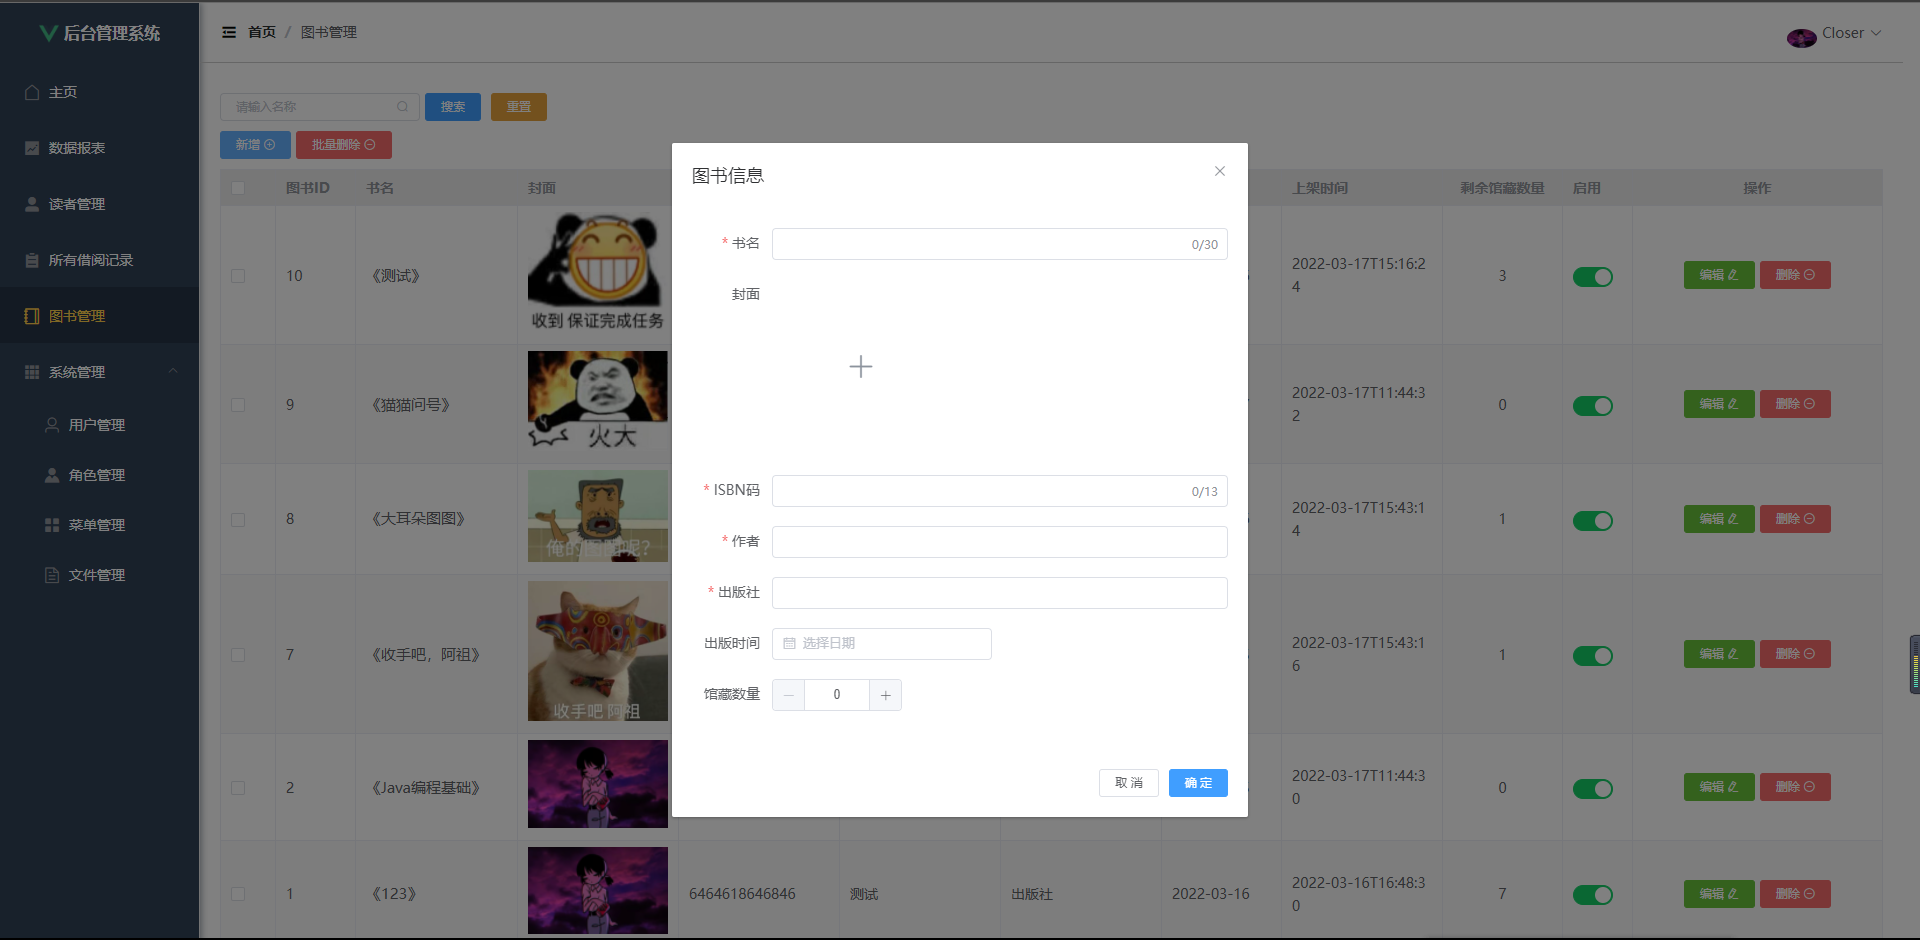 后台管理系统
首页 / 图书管理
Closer
主页
数据报表
读者管理
所有借阅记录
图书管理
系统管理
用户管理
角色管理
菜单管理
文件管理
请输入名称 搜索 重置
新增 批量删除
图书ID 书名 封面 上架时间 剩余馆藏数量 启用 操作
10 《测试》 2022-03-17T15:16:2
4 3 编辑 删除
收到 保证完成任务
9 《猫猫问号》 2022-03-17T11:44:3
2 0 编辑 删除
火大
8 《大耳朵图图》 2022-03-17T15:43:1
4 1 编辑 删除
7 《收手吧，阿祖》 2022-03-17T15:43:1
6 1 编辑 删除
收手吧 阿祖
2 《Java编程基础》 2022-03-17T11:44:3
0 0 编辑 删除
1 《123》 6464618646846 测试 出版社 2022-03-16 2022-03-16T16:48:3
0 7 编辑 删除
图书信息
* 书名 0/30
封面
* ISBN码 0/13
* 作者
* 出版社
出版时间 选择日期
馆藏数量 0
取消 确定